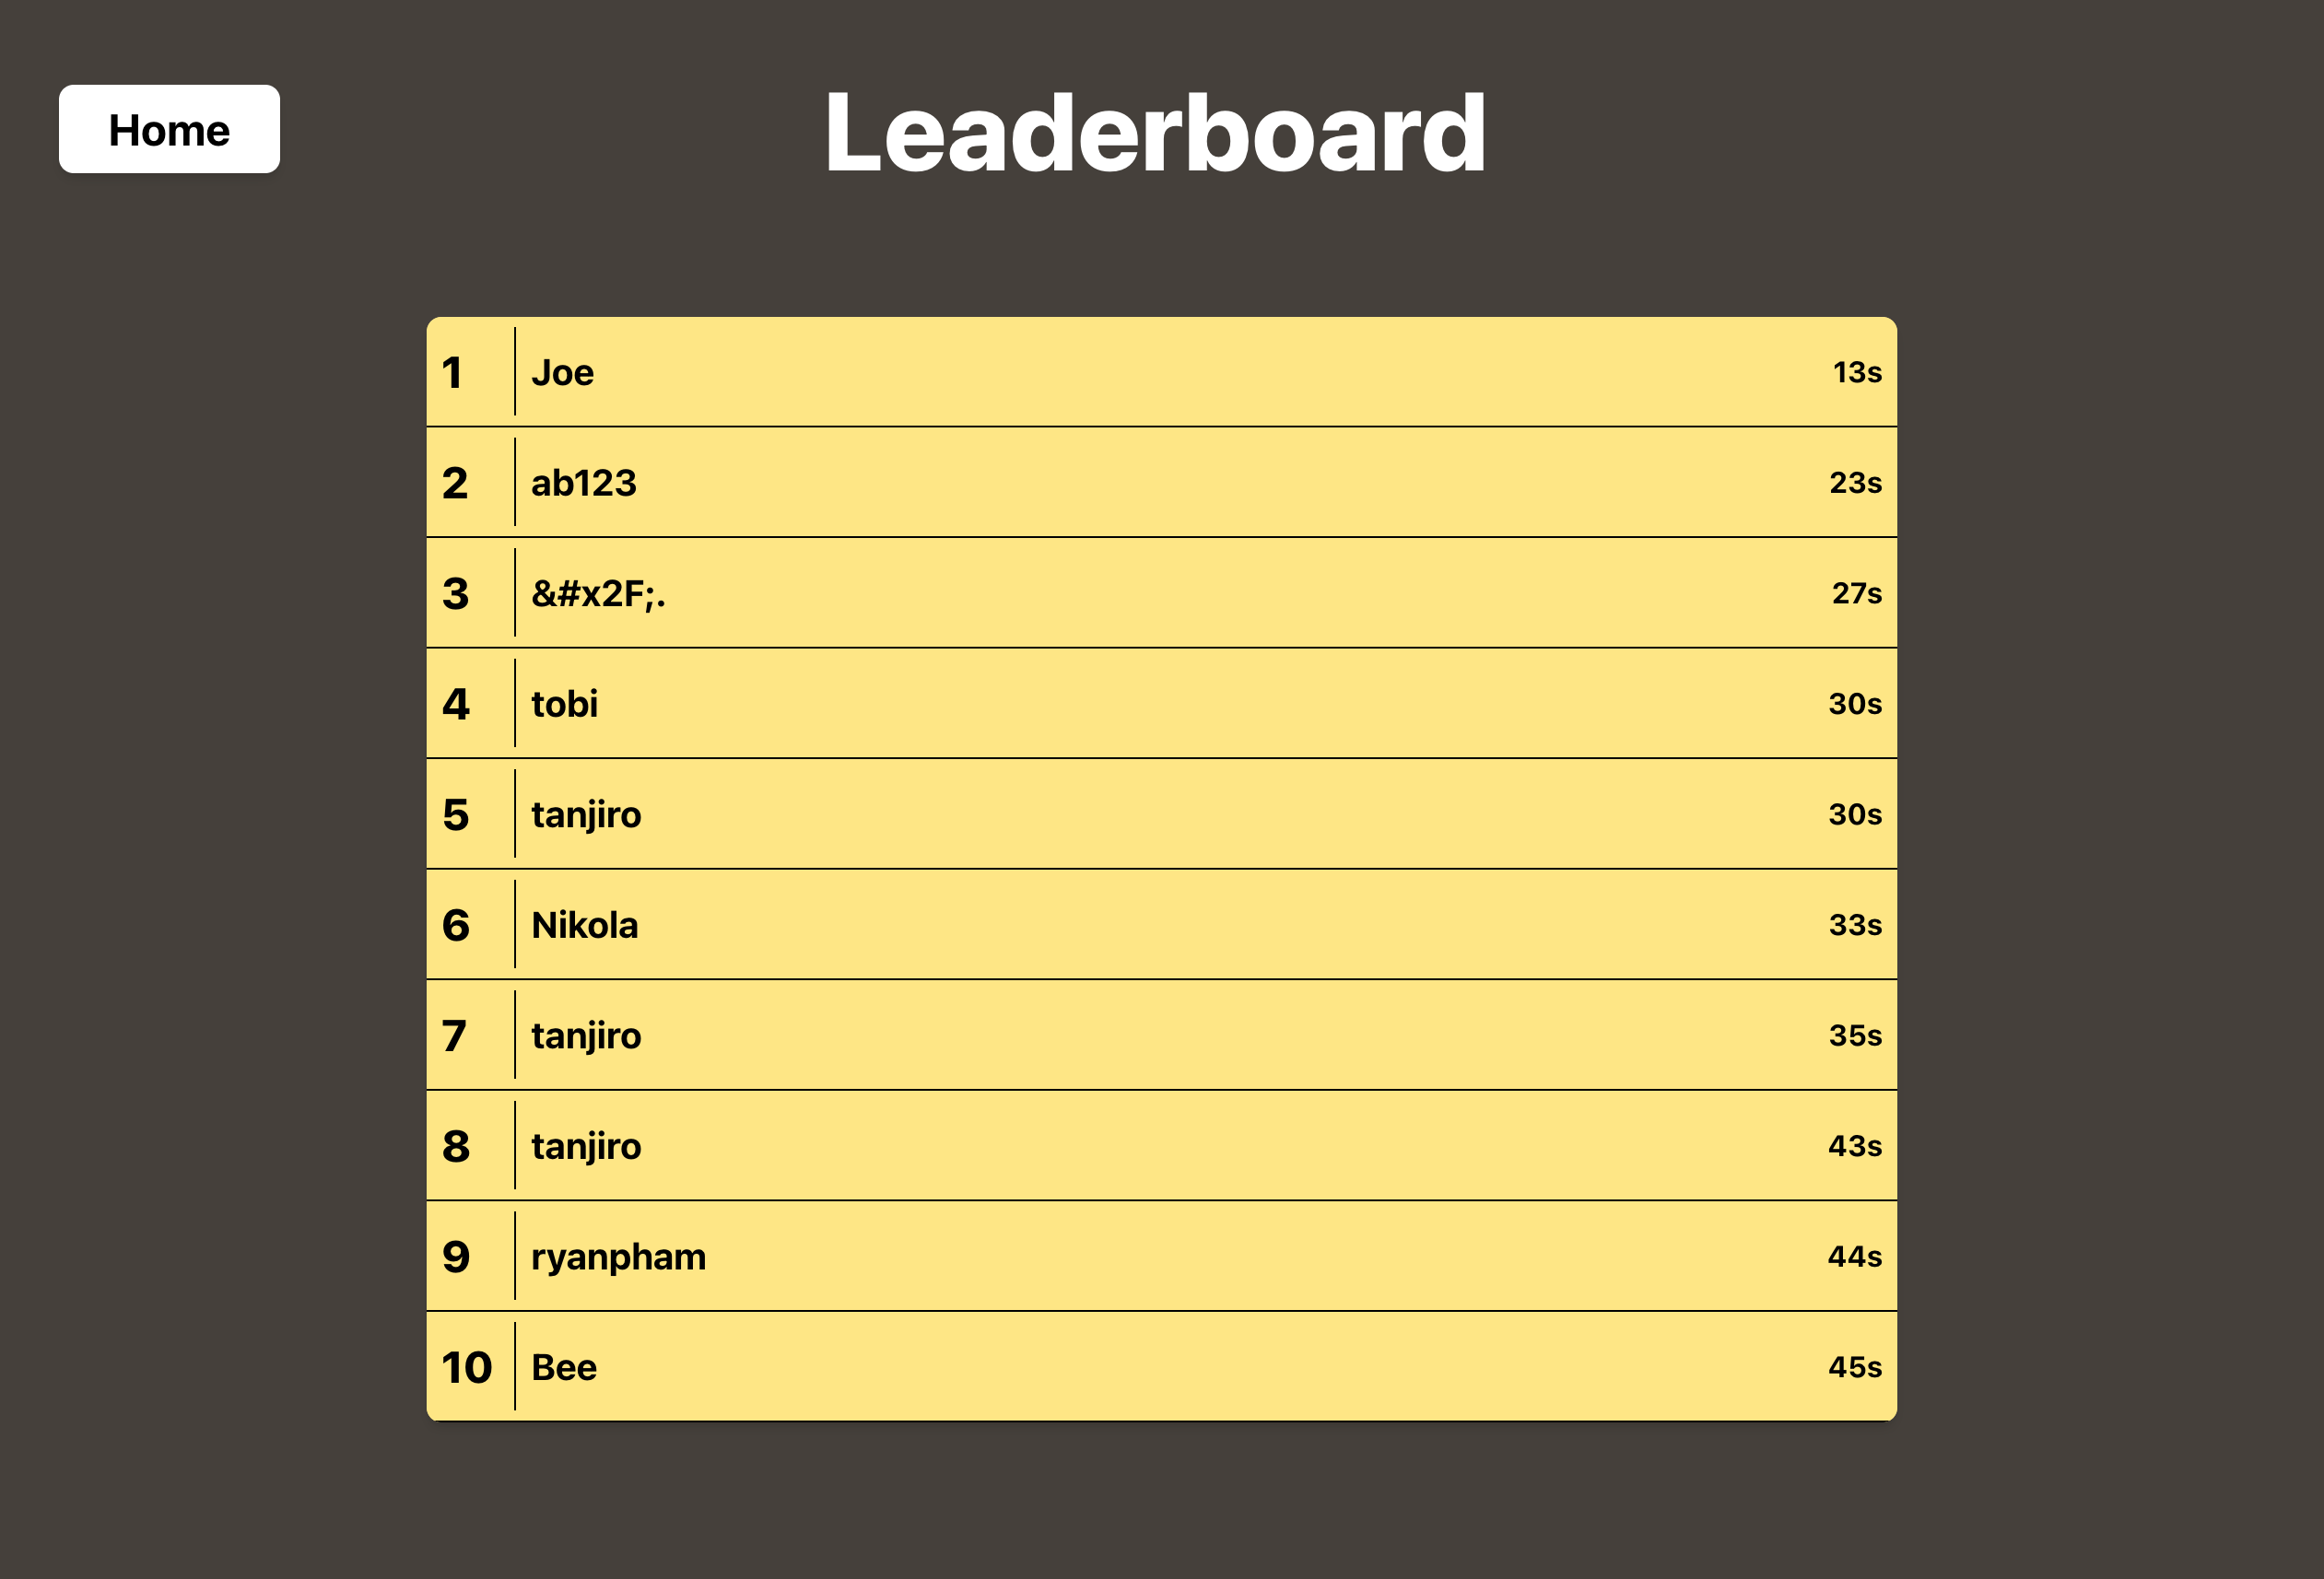 Home
Leaderboard
1 Joe 13s
2 ab123 23s
3 &#x2F;. 27s
4 tobi 30s
5 tanjiro 30s
6 Nikola 33s
7 tanjiro 35s
8 tanjiro 43s
9 ryanpham 44s
10 Bee 45s